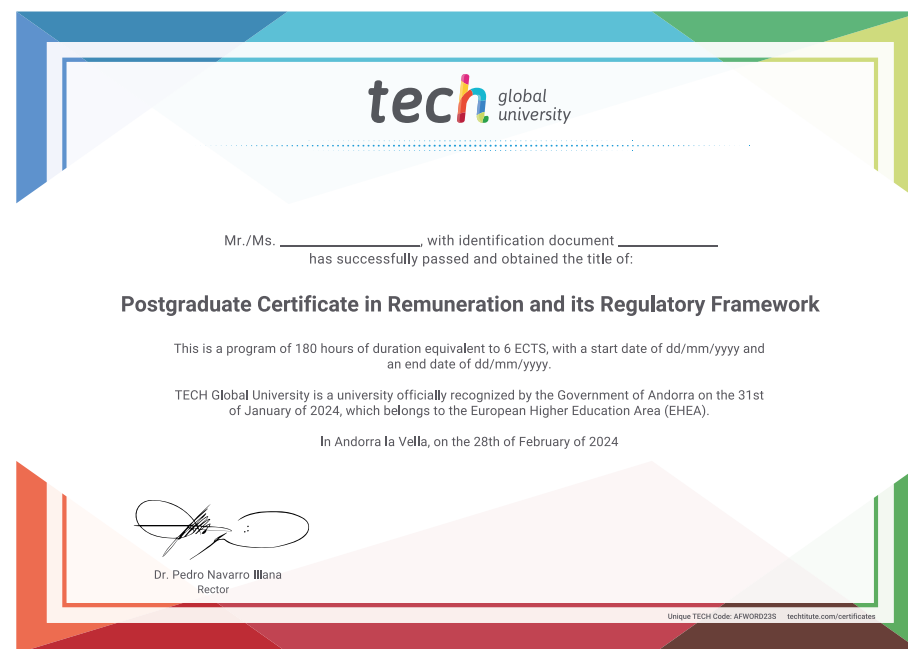 tech global university
Mr./Ms. ____________________, with identification document ______________
has successfully passed and obtained the title of:
Postgraduate Certificate in Remuneration and its Regulatory Framework
This is a program of 180 hours of duration equivalent to 6 ECTS, with a start date of dd/mm/yyyy and
an end date of dd/mm/yyyy.
TECH Global University is a university officially recognized by the Government of Andorra on the 31st
of January of 2024, which belongs to the European Higher Education Area (EHEA).
In Andorra la Vella, on the 28th of February of 2024
Dr. Pedro Navarro Illana
Rector
Unique TECH Code: AFWORD23S techtitute.com/certificates